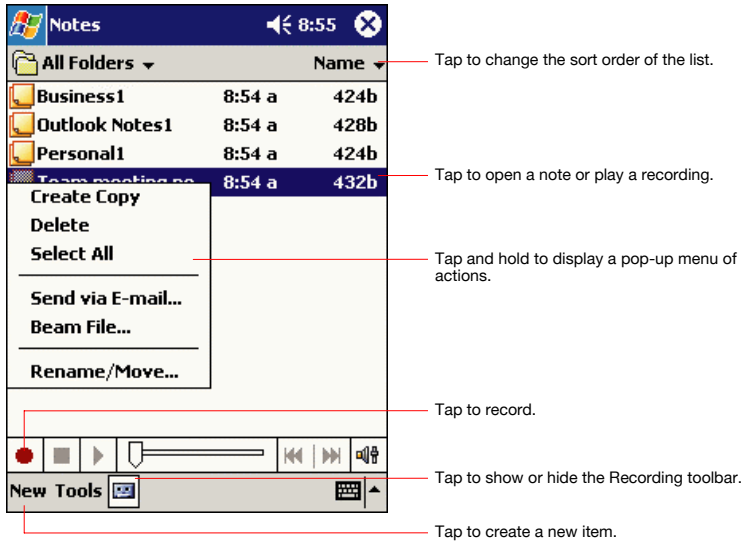 Notes 8:55
All Folders Name
Business1 8:54 a 424b
Outlook Notes1 8:54 a 428b
Personal1 8:54 a 424b
Team meeting no 8:54 a 432b
Create Copy
Delete
Select All
Send via E-mail...
Beam File...
Rename/Move...
New Tools
Tap to change the sort order of the list.
Tap to open a note or play a recording.
Tap and hold to display a pop-up menu of
actions.
Tap to record.
Tap to show or hide the Recording toolbar.
Tap to create a new item.